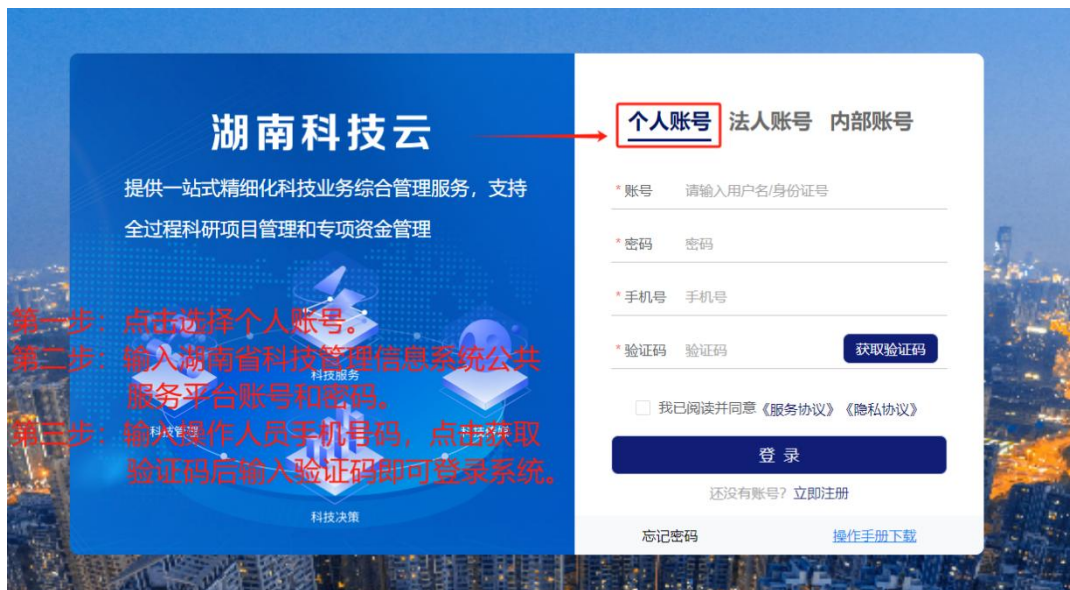 湖南科技云
提供一站式精细化科技业务综合管理服务，支持
全过程科研项目管理和专项资金管理
第一步：点击选择个人账号。
第二步：输入湖南省科技管理信息系统公共
服务平台账号和密码。
第三步：输入操作人员手机号码，点击获取
验证码后输入验证码即可登录系统。
科技服务
科技管理
科技决策
个人账号 法人账号 内部账号
*账号 请输入用户名/身份证号
*密码 密码
*手机号 手机号
*验证码 验证码 获取验证码
我已阅读并同意《服务协议》《隐私协议》
登 录
还没有账号？立即注册
忘记密码 操作手册下载